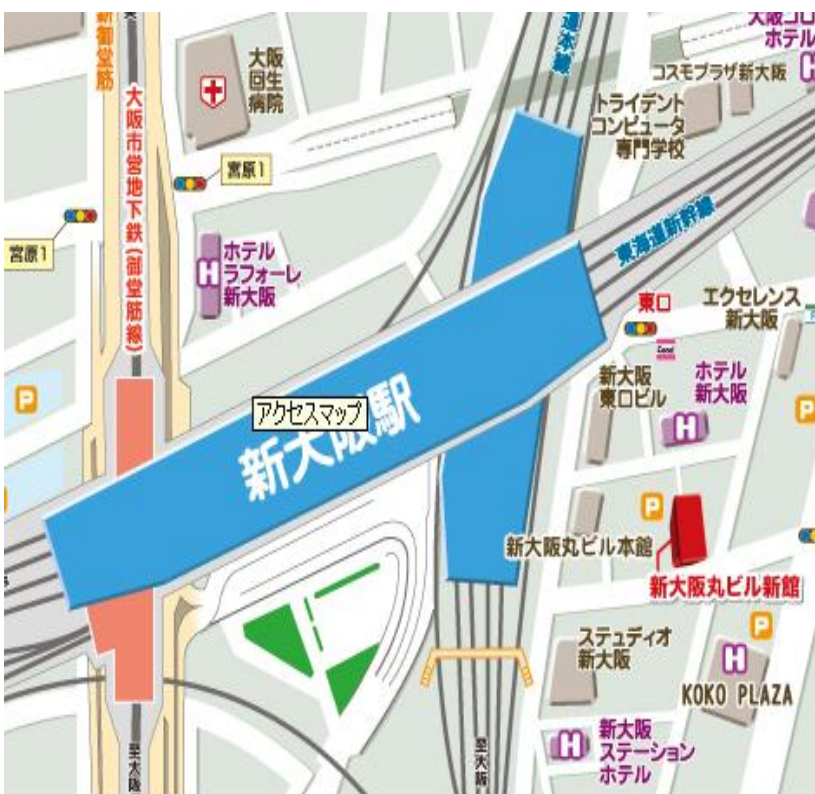 新御堂筋
大阪市営地下鉄(御堂筋線)
大阪
回生
病院
宮原1
宮原1
ホテル
ラフォーレ
新大阪
道本線
大阪コロ
ホテル
コスモプラザ新大阪
トライデント
コンピュータ
専門学校
東海道新幹線
東口
エクセレンス
新大阪
新大阪
東口ビル
ホテル
新大阪
アクセスマップ
新大阪駅
P
P
P
H
H
新大阪丸ビル本館
新大阪丸ビル新館
ステュディオ
新大阪
P
H
KOKO PLAZA
H
新大阪
ステーション
ホテル
至大阪
至大阪